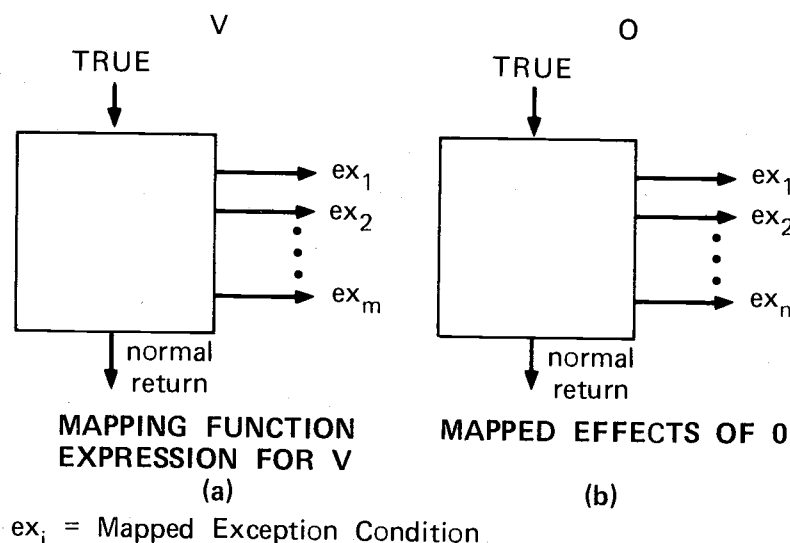 V
TRUE
ex1
ex2
exm
normal
return
MAPPING FUNCTION
EXPRESSION FOR V
(a)
O
TRUE
ex1
ex2
exn
normal
return
MAPPED EFFECTS OF O
(b)
exi = Mapped Exception Condition